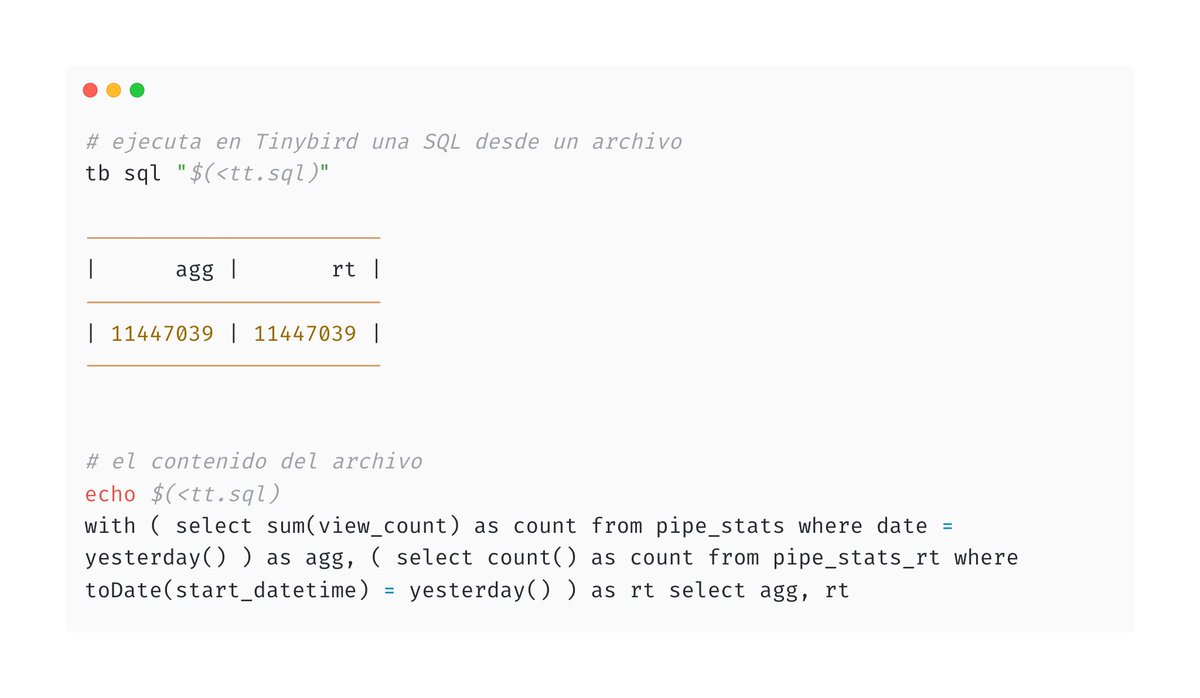 # ejecuta en Tinybird una SQL desde un archivo
tb sql "$(<tt.sql)"
———————————————————————
|      agg |       rt |
———————————————————————
| 11447039 | 11447039 |
———————————————————————
# el contenido del archivo
echo $(<tt.sql)
with ( select sum(view_count) as count from pipe_stats where date =
yesterday() ) as agg, ( select count() as count from pipe_stats_rt where
toDate(start_datetime) = yesterday() ) as rt select agg, rt